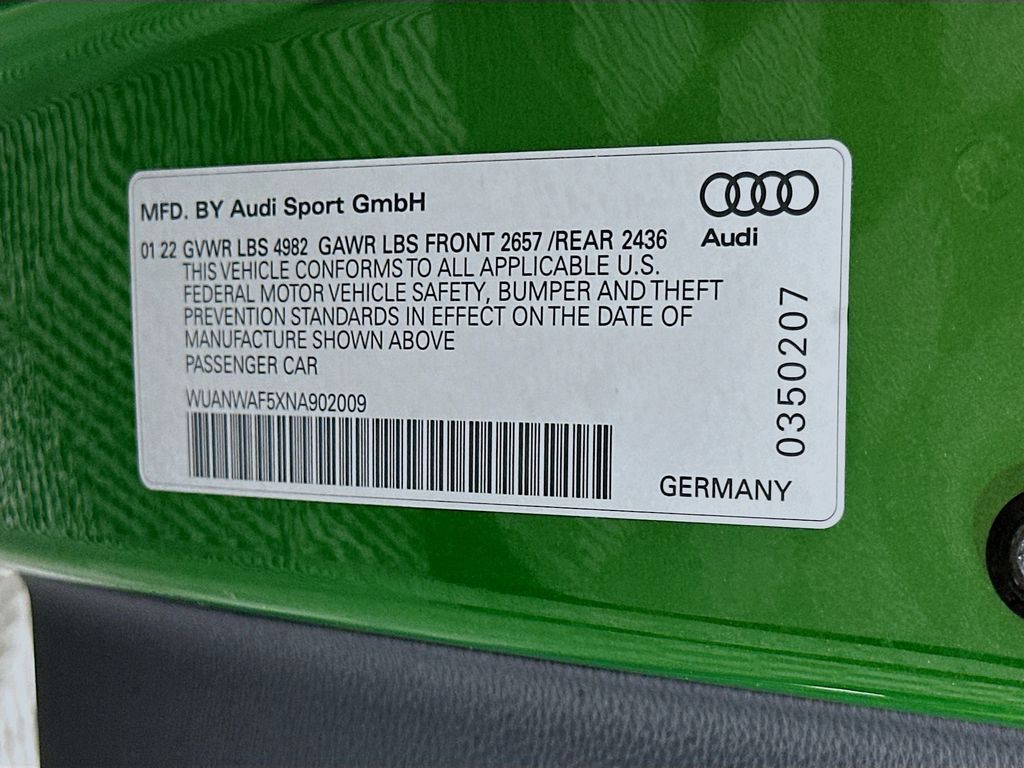 MFD. BY Audi Sport GmbH
Audi
01 22 GVWR LBS 4982 GAWR LBS FRONT 2657 /REAR 2436
THIS VEHICLE CONFORMS TO ALL APPLICABLE U.S.
FEDERAL MOTOR VEHICLE SAFETY, BUMPER AND THEFT
PREVENTION STANDARDS IN EFFECT ON THE DATE OF
MANUFACTURE SHOWN ABOVE
PASSENGER CAR
WUANWAF5XNA902009
GERMANY
0350207